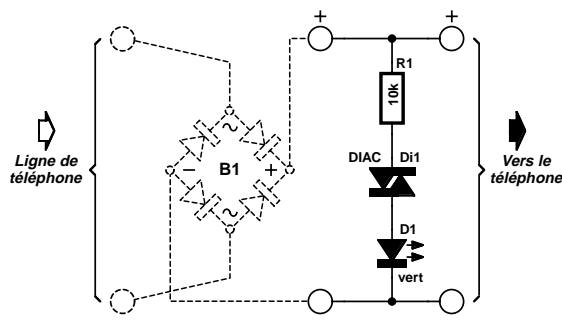 + +
R1
10k
Ligne de
téléphone
~
− B1 +
~
DIAC Di1
Vers le
téléphone
D1
vert